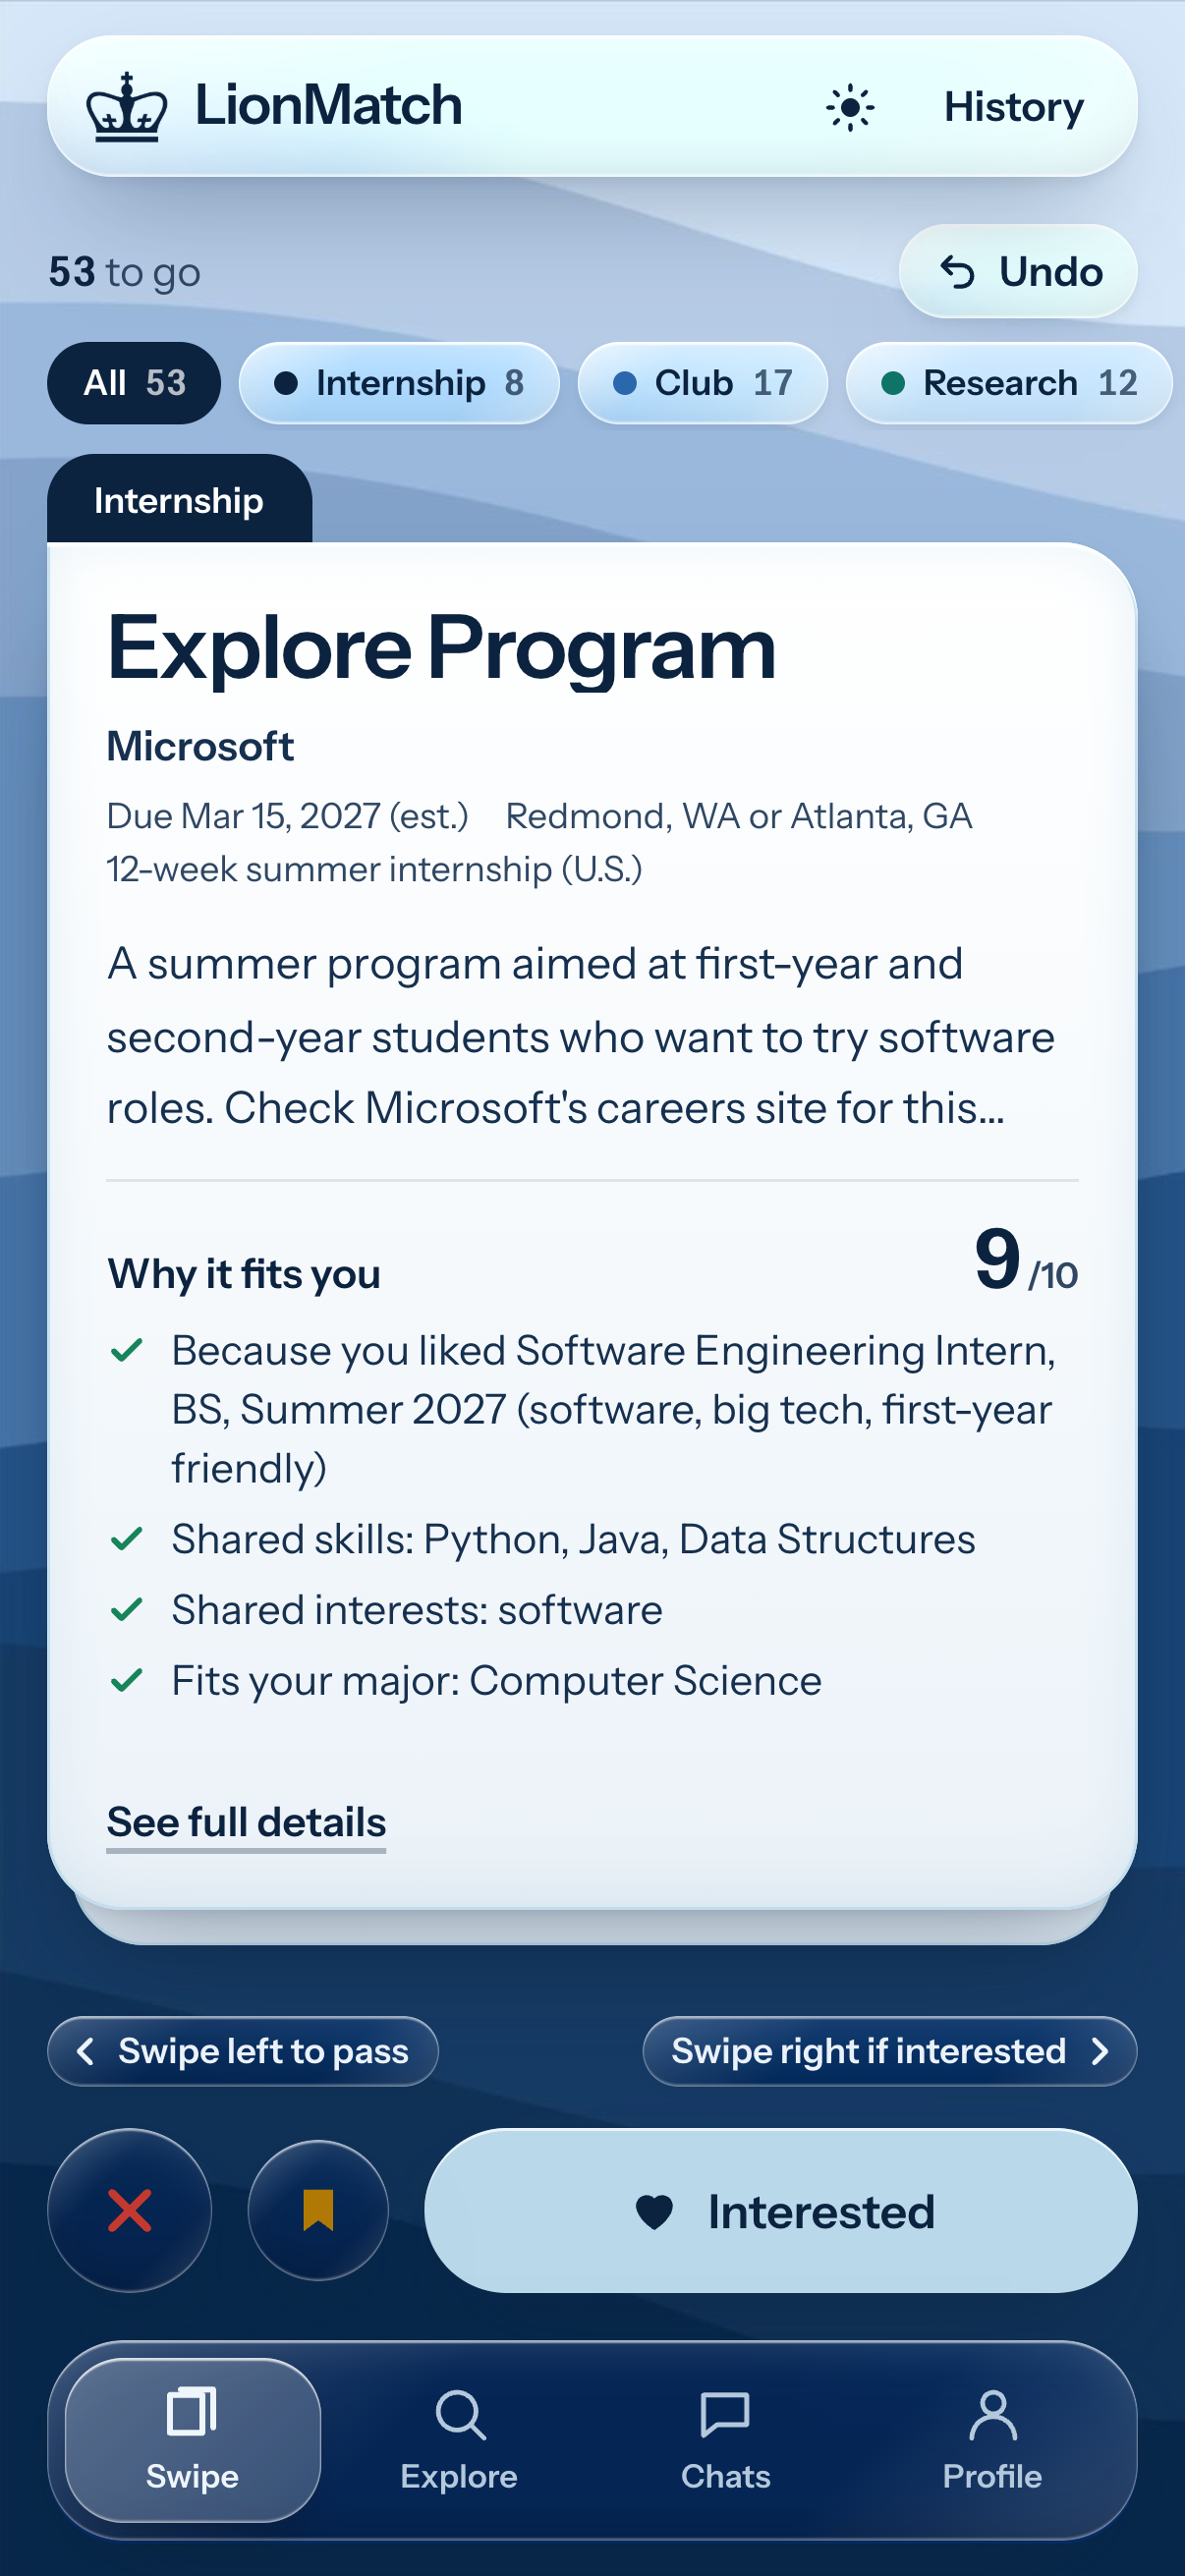 LionMatch
History
53 to go
Undo
All 53
Internship 8
Club 17
Research 12
Internship
Explore Program
Microsoft
Due Mar 15, 2027 (est.) Redmond, WA or Atlanta, GA
12-week summer internship (U.S.)
A summer program aimed at first-year and
second-year students who want to try software
roles. Check Microsoft's careers site for this...
Why it fits you
9/10
Because you liked Software Engineering Intern,
BS, Summer 2027 (software, big tech, first-year
friendly)
Shared skills: Python, Java, Data Structures
Shared interests: software
Fits your major: Computer Science
See full details
Swipe left to pass
Swipe right if interested
Interested
Swipe
Explore
Chats
Profile